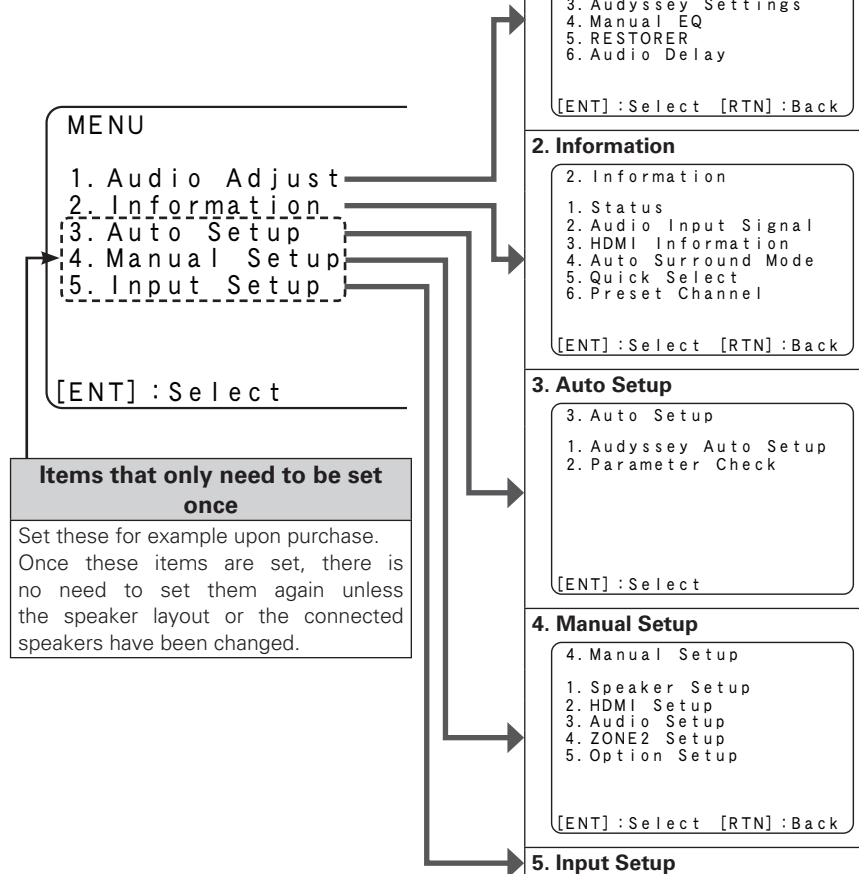 MENU
1. Audio Adjust
2. Information
3. Auto Setup
4. Manual Setup
5. Input Setup
[ENT] : Select
Items that only need to be set
once
Set these for example upon purchase.
Once these items are set, there is
no need to set them again unless
the speaker layout or the connected
speakers have been changed.
3. Audyssey Settings
4. Manual EQ
5. RESTORER
6. Audio Delay
[ENT] : Select [RTN] : Back
2. Information
2. Information
1. Status
2. Audio Input Signal
3. HDMI Information
4. Auto Surround Mode
5. Quick Select
6. Preset Channel
[ENT] : Select [RTN] : Back
3. Auto Setup
3. Auto Setup
1. Audyssey Auto Setup
2. Parameter Check
[ENT] : Select
4. Manual Setup
4. Manual Setup
1. Speaker Setup
2. HDMI Setup
3. Audio Setup
4. ZONE2 Setup
5. Option Setup
[ENT] : Select [RTN] : Back
5. Input Setup